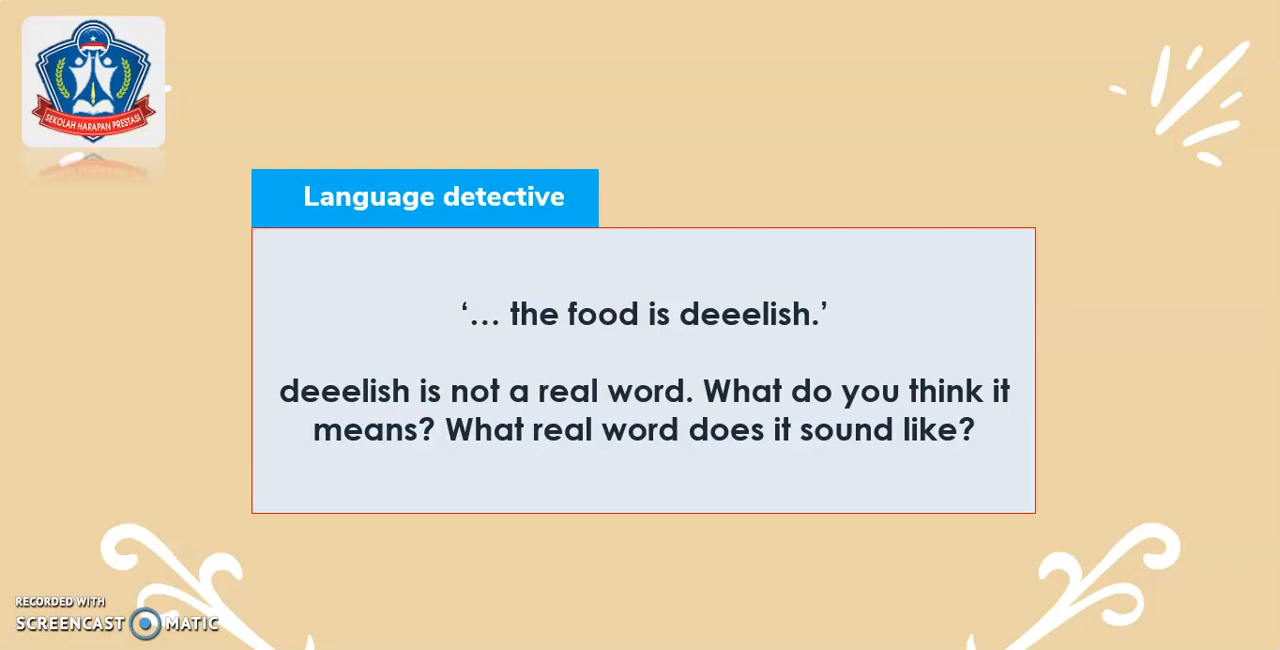 SEKOLAH HARAPAN PRESTASI
Language detective
‘... the food is deeelish.’
deeelish is not a real word. What do you think it
means? What real word does it sound like?
RECORDED WITH
SCREENCAST MATIC